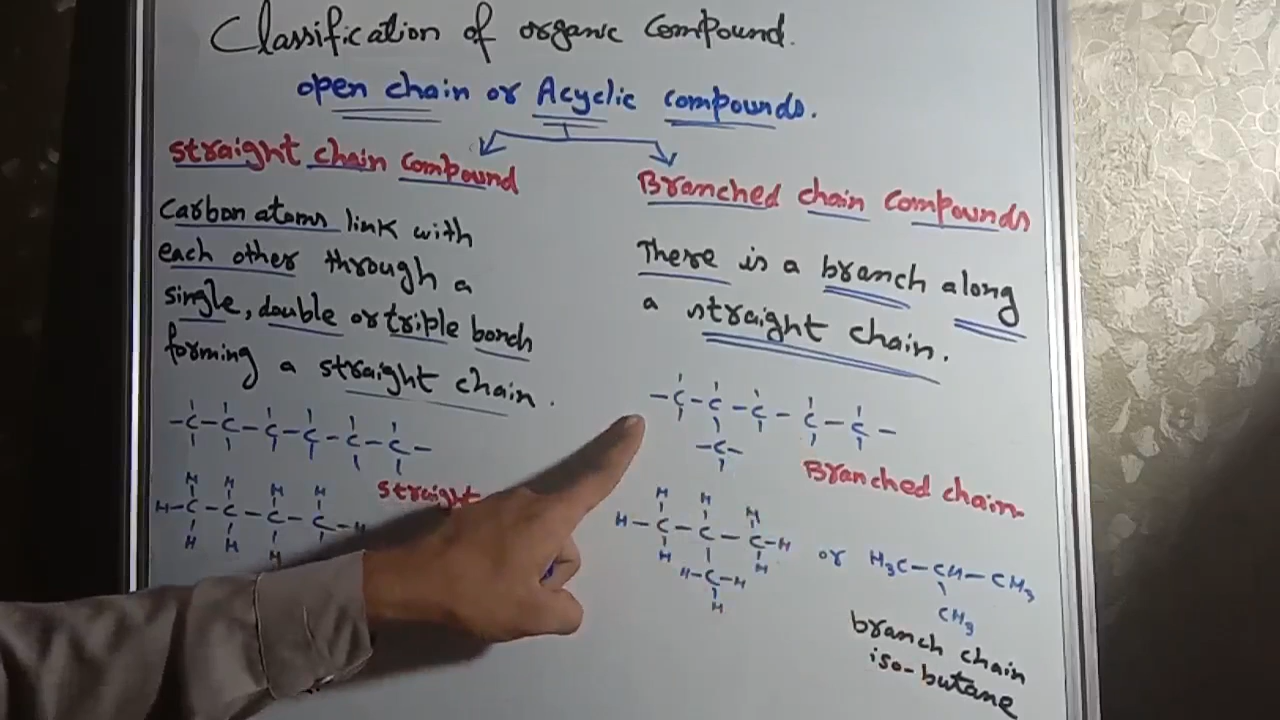 Classification of organic compound.
open chain or Acyclic compounds.
straight chain compound
Carbon atoms link with
each other through a
single, double or triple bonds
forming a straight chain.
-C-C-C-C-C-C-
H H H H
H-C-C-C-C-H
H H H
straight
Branched chain compounds
There is a branch along
a straight chain.
-C-C-C-C-C-
-C-
Branched chain
H H H
H-C-C-C-H
H H
H-C-H
H
or H₃C-CH-CH₃
CH₃
branch chain
iso-butane